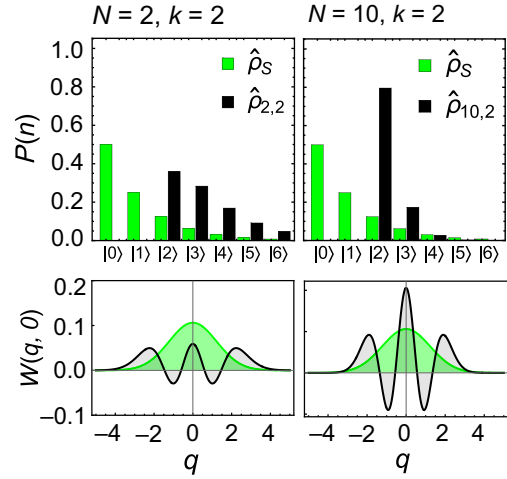 N = 2, k = 2
N = 10, k = 2
P(n)
1.0
0.8
0.6
0.4
0.2
0.0
ρ̂S
ρ̂2,2
ρ̂S
ρ̂10,2
|0⟩ |1⟩ |2⟩ |3⟩ |4⟩ |5⟩ |6⟩
|0⟩ |1⟩ |2⟩ |3⟩ |4⟩ |5⟩ |6⟩
W(q, 0)
0.2
0.1
0.0
−0.1
−4 −2 0 2 4
−4 −2 0 2 4
q
q